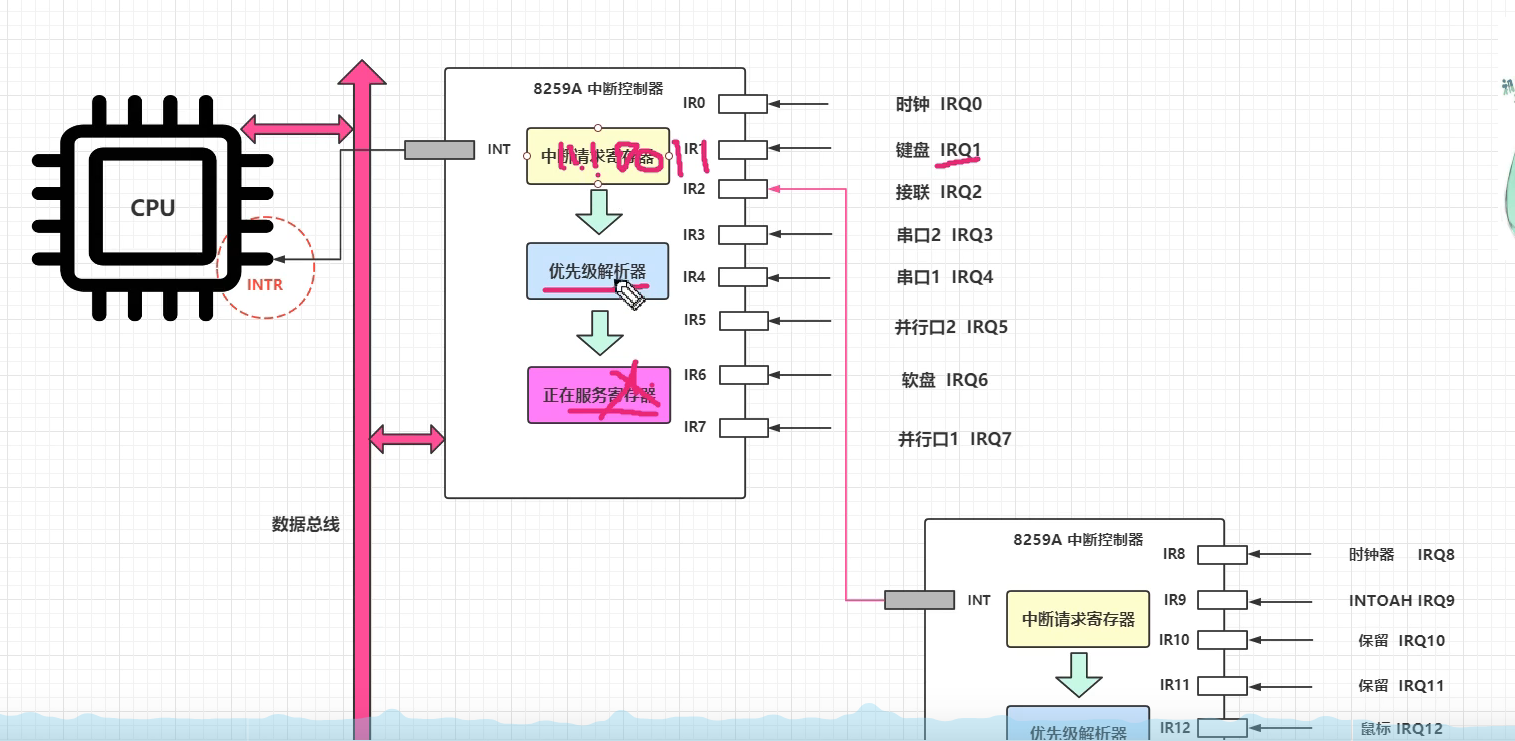 8259A 中断控制器
IR0
时钟 IRQ0
INT
中断请求寄存器
IR1
键盘 IRQ1
IR2
接联 IRQ2
CPU
IR3
串口2 IRQ3
优先级解析器
IR4
串口1 IRQ4
INTR
IR5
并行口2 IRQ5
IR6
软盘 IRQ6
正在服务寄存器
IR7
并行口1 IRQ7
数据总线
8259A 中断控制器
IR8
时钟器 IRQ8
INT
IR9
INTOAH IRQ9
中断请求寄存器
IR10
保留 IRQ10
IR11
保留 IRQ11
优先级解析器
IR12
鼠标 IRQ12